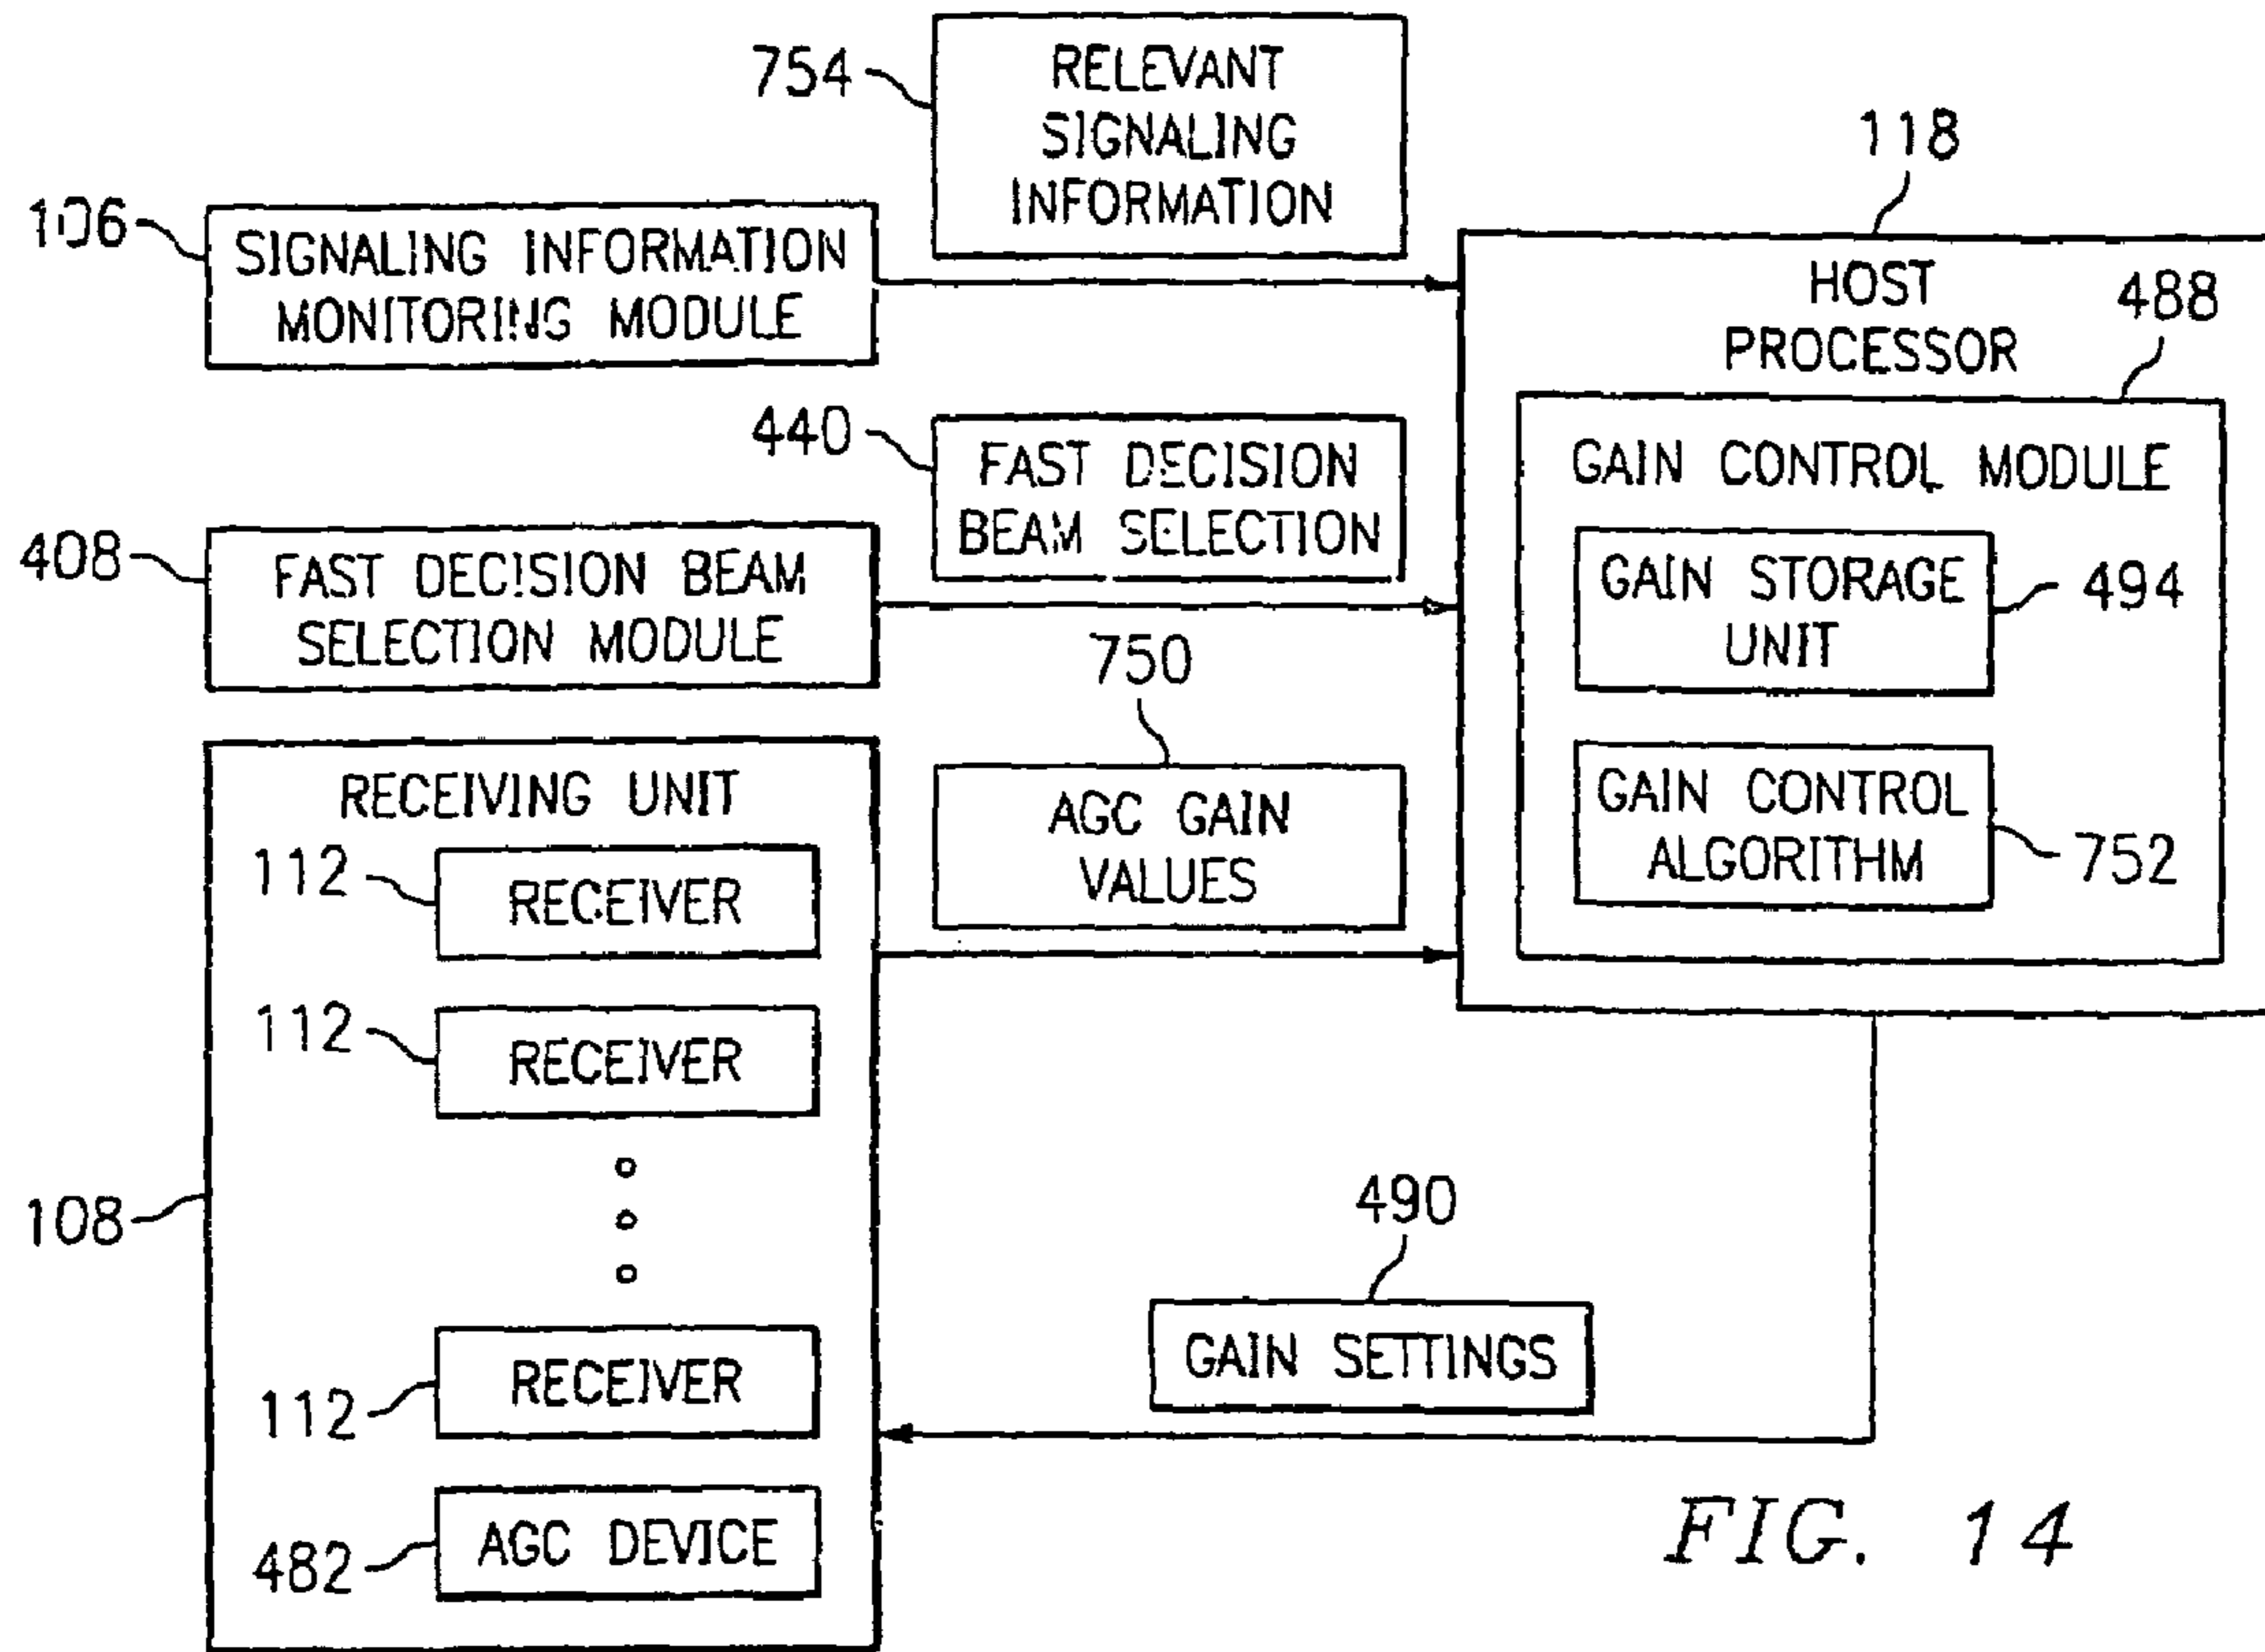 754
RELEVANT
SIGNALING
INFORMATION
118
106
SIGNALING INFORMATION
MONITORING MODULE
HOST
PROCESSOR
488
440
FAST DECISION
BEAM SELECTION
GAIN CONTROL MODULE
408
FAST DECISION BEAM
SELECTION MODULE
GAIN STORAGE
UNIT
494
750
RECEIVING UNIT
AGC GAIN
VALUES
GAIN CONTROL
ALGORITHM
752
112
RECEIVER
112
RECEIVER
108
490
GAIN SETTINGS
112
RECEIVER
482
AGC DEVICE
FIG. 14